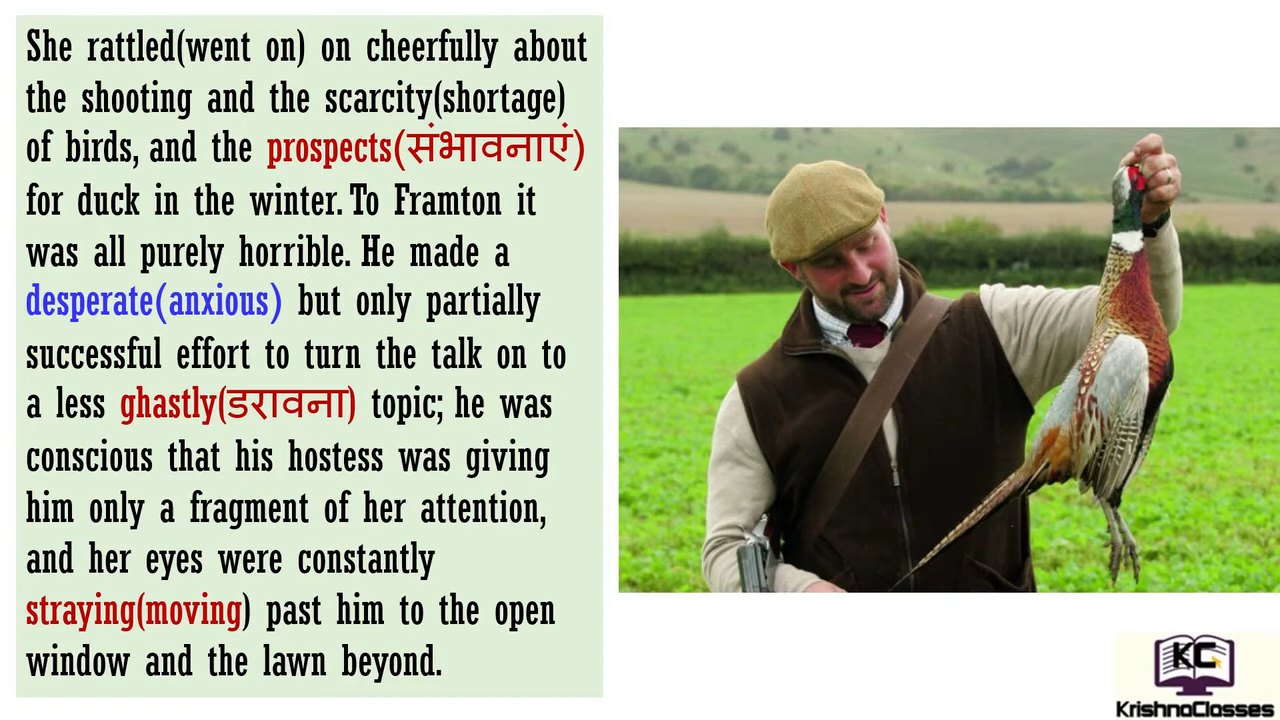 She rattled(went on) on cheerfully about
the shooting and the scarcity(shortage)
of birds, and the prospects(संभावनाएं)
for duck in the winter. To Framton it
was all purely horrible. He made a
desperate(anxious) but only partially
successful effort to turn the talk on to
a less ghastly(डरावना) topic; he was
conscious that his hostess was giving
him only a fragment of her attention,
and her eyes were constantly
straying(moving) past him to the open
window and the lawn beyond.
KC
KrishnaClasses